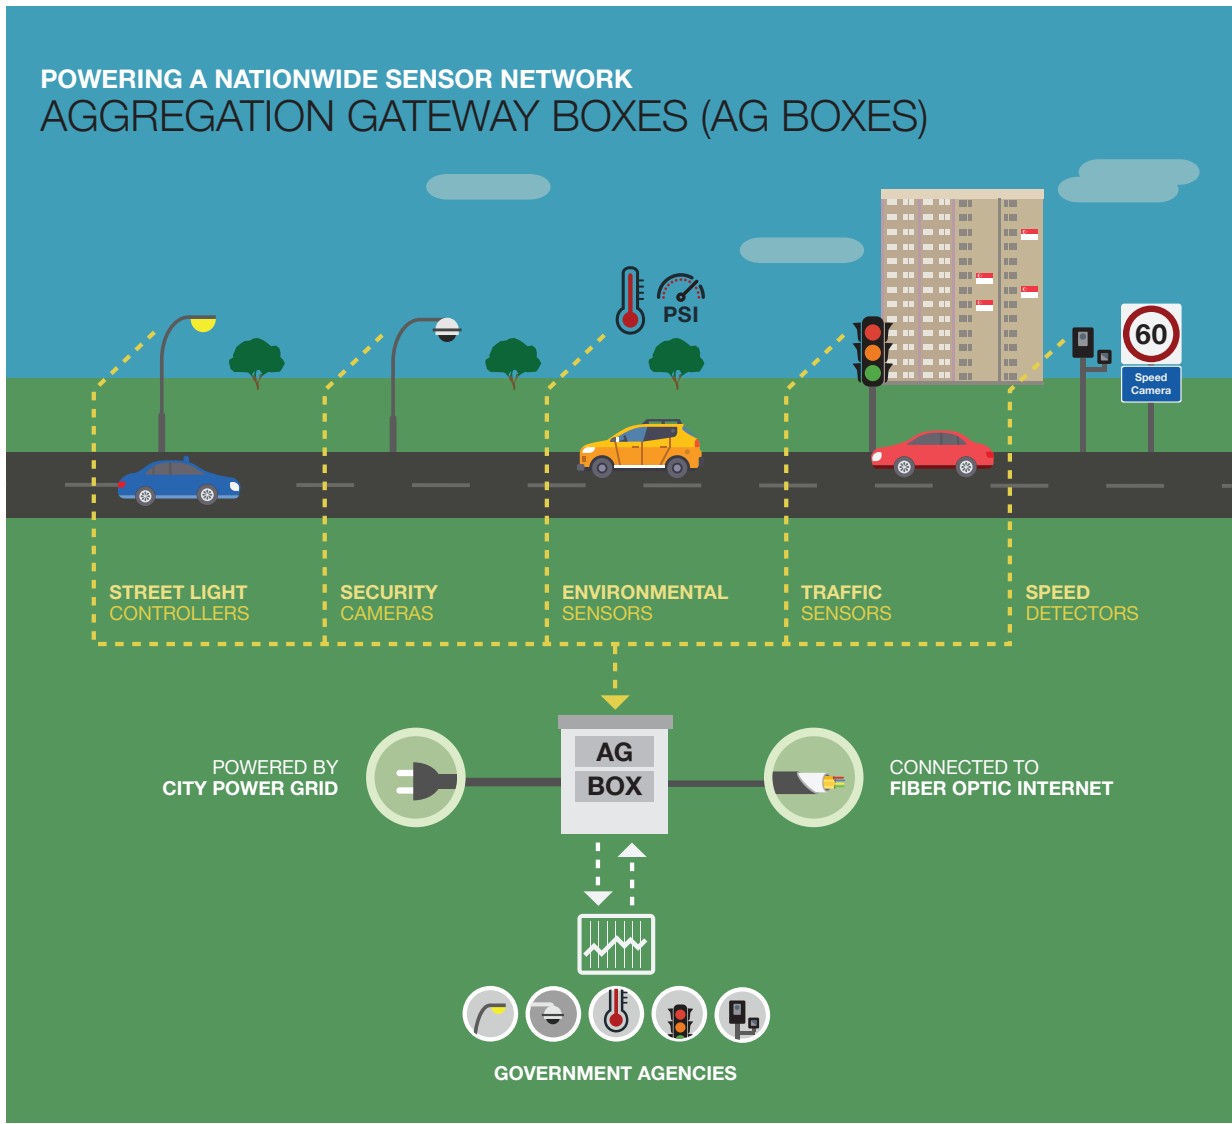 POWERING A NATIONWIDE SENSOR NETWORK
AGGREGATION GATEWAY BOXES (AG BOXES)
PSI
60
Speed
Camera
STREET LIGHT
CONTROLLERS
SECURITY
CAMERAS
ENVIRONMENTAL
SENSORS
TRAFFIC
SENSORS
SPEED
DETECTORS
POWERED BY
CITY POWER GRID
AG
BOX
CONNECTED TO
FIBER OPTIC INTERNET
GOVERNMENT AGENCIES